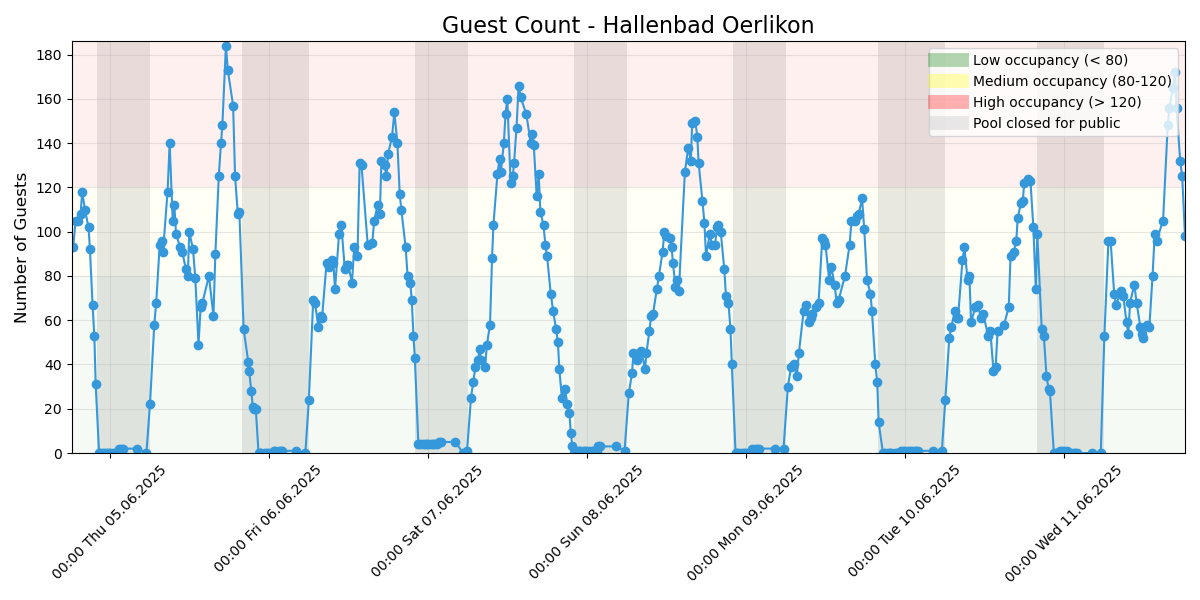 Guest Count - Hallenbad Oerlikon
Number of Guests
180
160
140
120
100
80
60
40
20
0
Low occupancy (< 80)
Medium occupancy (80-120)
High occupancy (> 120)
Pool closed for public
00:00 Thu 05.06.2025
00:00 Fri 06.06.2025
00:00 Sat 07.06.2025
00:00 Sun 08.06.2025
00:00 Mon 09.06.2025
00:00 Tue 10.06.2025
00:00 Wed 11.06.2025